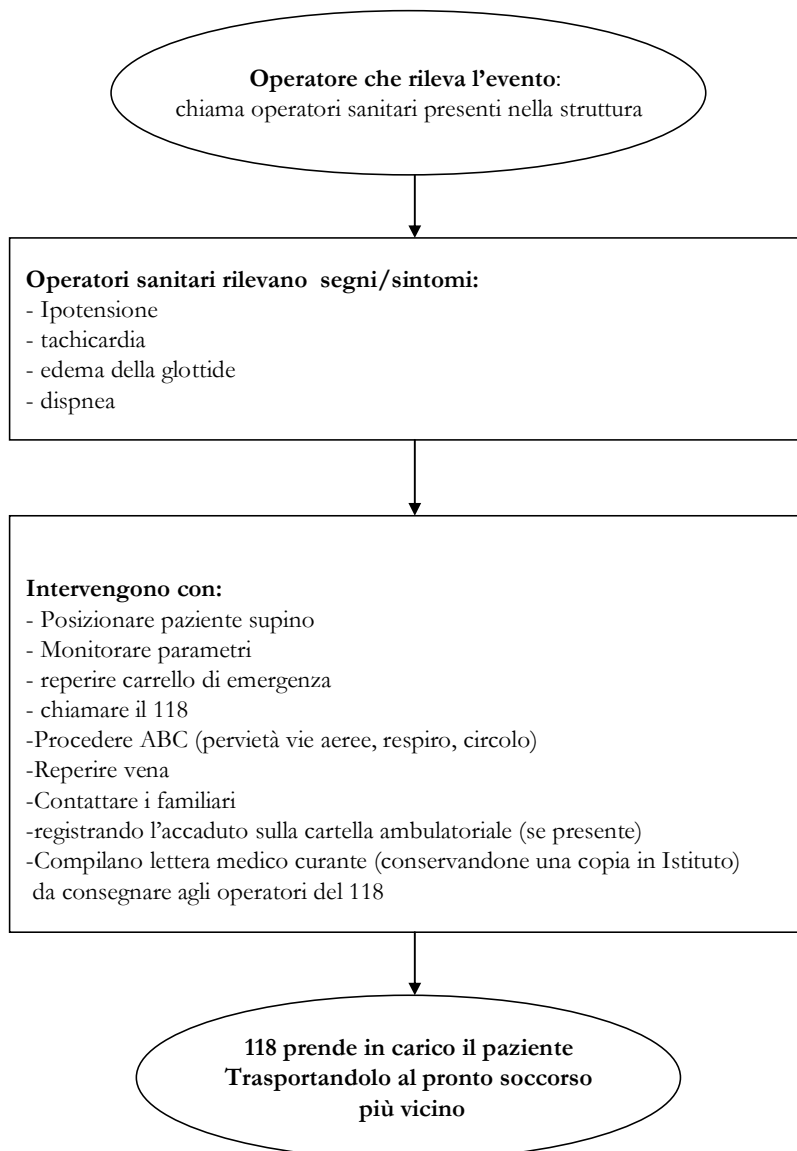 Operatore che rileva l’evento:
chiama operatori sanitari presenti nella struttura
Operatori sanitari rilevano  segni/sintomi:
- Ipotensione
- tachicardia
- edema della glottide
- dispnea
Intervengono con:
- Posizionare paziente supino
- Monitorare parametri
- reperire carrello di emergenza
- chiamare il 118
-Procedere ABC (pervietà vie aeree, respiro, circolo)
-Reperire vena
-Contattare i familiari
-registrando l’accaduto sulla cartella ambulatoriale (se presente)
-Compilano lettera medico curante (conservandone una copia in Istituto)
da consegnare agli operatori del 118
118 prende in carico il paziente
Trasportandolo al pronto soccorso
più vicino